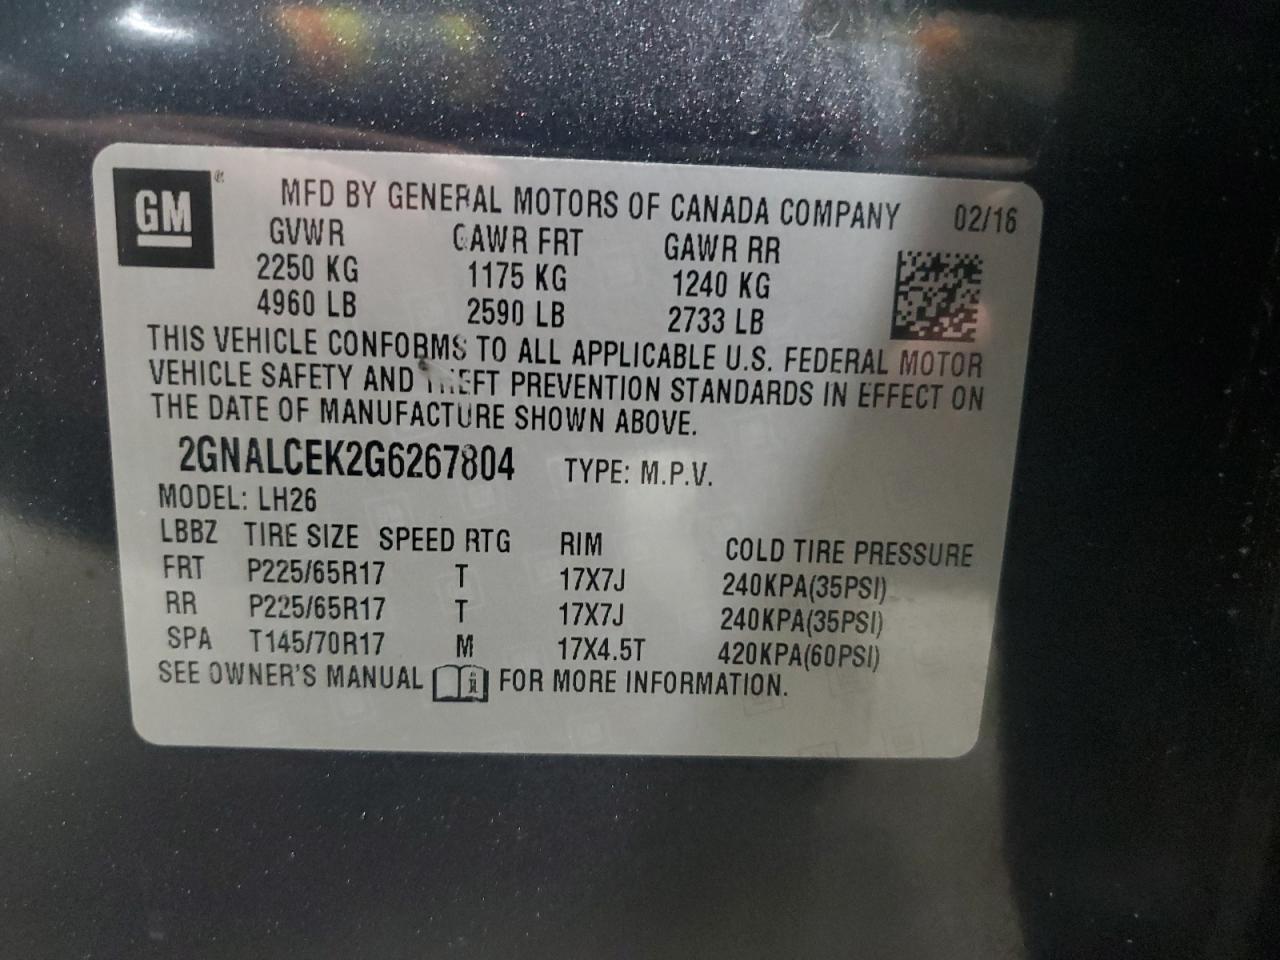 GM®
MFD BY GENERAL MOTORS OF CANADA COMPANY 02/16
GVWR GAWR FRT GAWR RR
2250 KG 1175 KG 1240 KG
4960 LB 2590 LB 2733 LB
THIS VEHICLE CONFORMS TO ALL APPLICABLE U.S. FEDERAL MOTOR
VEHICLE SAFETY AND THEFT PREVENTION STANDARDS IN EFFECT ON
THE DATE OF MANUFACTURE SHOWN ABOVE.
2GNALCEK2G6267804 TYPE: M.P.V.
MODEL: LH26
LBBZ TIRE SIZE SPEED RTG RIM COLD TIRE PRESSURE
FRT P225/65R17 T 17X7J 240KPA(35PSI)
RR P225/65R17 T 17X7J 240KPA(35PSI)
SPA T145/70R17 M 17X4.5T 420KPA(60PSI)
SEE OWNER'S MANUAL i FOR MORE INFORMATION.